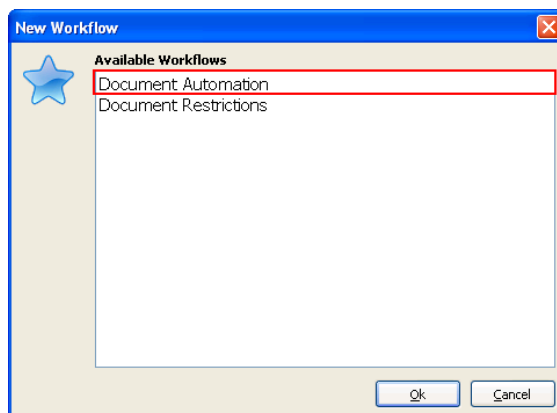 New Workflow
Available Workflows
Document Automation
Document Restrictions
Ok
Cancel